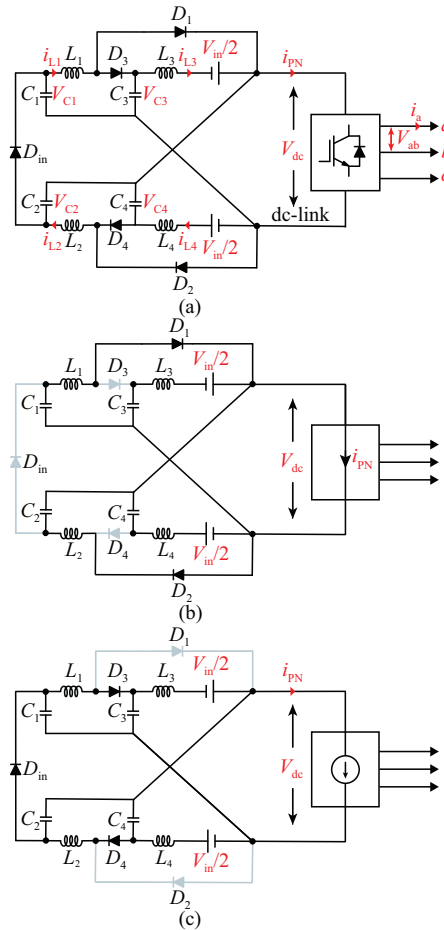 D1
iL1 L1 D3 L3 iL3 Vin/2 iPN
C1 VC1 C3 VC3
ia
Vab
Vdc
Din
C2 VC2 C4 VC4
dc-link
iL2 L2 D4 L4 iL4 Vin/2
D2
(a)
D1
L1 D3 L3 Vin/2
C1 C3
Din
Vdc
iPN
C2 C4
L2 D4 L4 Vin/2
D2
(b)
D1
L1 D3 L3 Vin/2 iPN
C1 C3
Din
Vdc
C2 C4
L2 D4 L4 Vin/2
D2
(c)